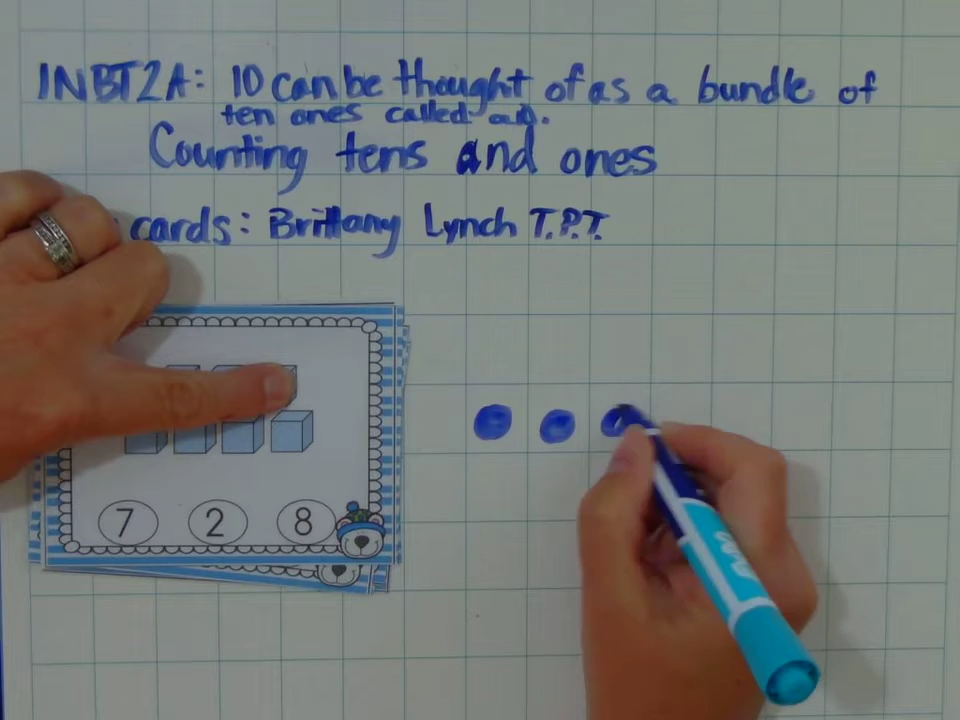 1NBT2A: 10 can be thought of as a bundle of
ten ones called a
Counting tens and ones
cards: Brittany Lynch T.P.T.
7 2 8